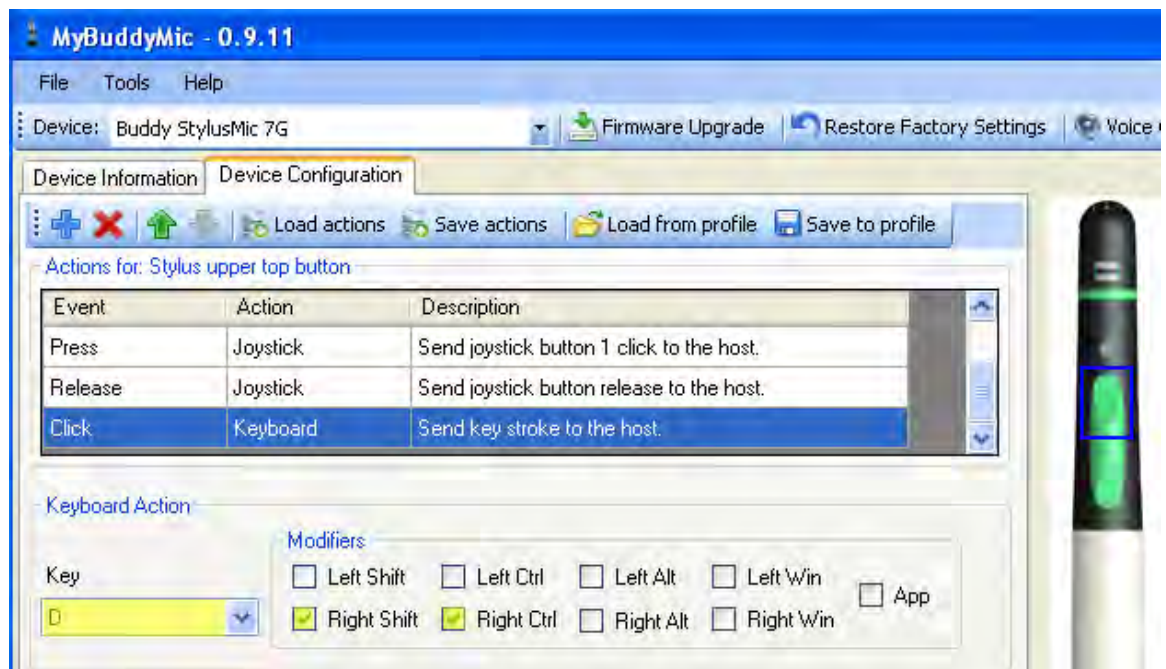 MyBuddyMic - 0.9.11
File Tools Help
Device: Buddy StylusMic 7G Firmware Upgrade Restore Factory Settings Voice
Device Information Device Configuration
Load actions Save actions Load from profile Save to profile
Actions for: Stylus upper top button
Event Action Description
Press Joystick Send joystick button 1 click to the host.
Release Joystick Send joystick button release to the host.
Click Keyboard Send key stroke to the host.
Keyboard Action
Modifiers
Key Left Shift Left Ctrl Left Alt Left Win App
D Right Shift Right Ctrl Right Alt Right Win